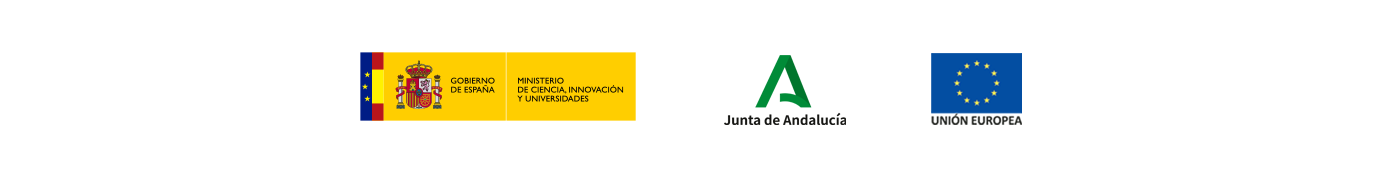 GOBIERNO
DE ESPAÑA
MINISTERIO
DE CIENCIA, INNOVACIÓN
Y UNIVERSIDADES
Junta de Andalucía
UNIÓN EUROPEA